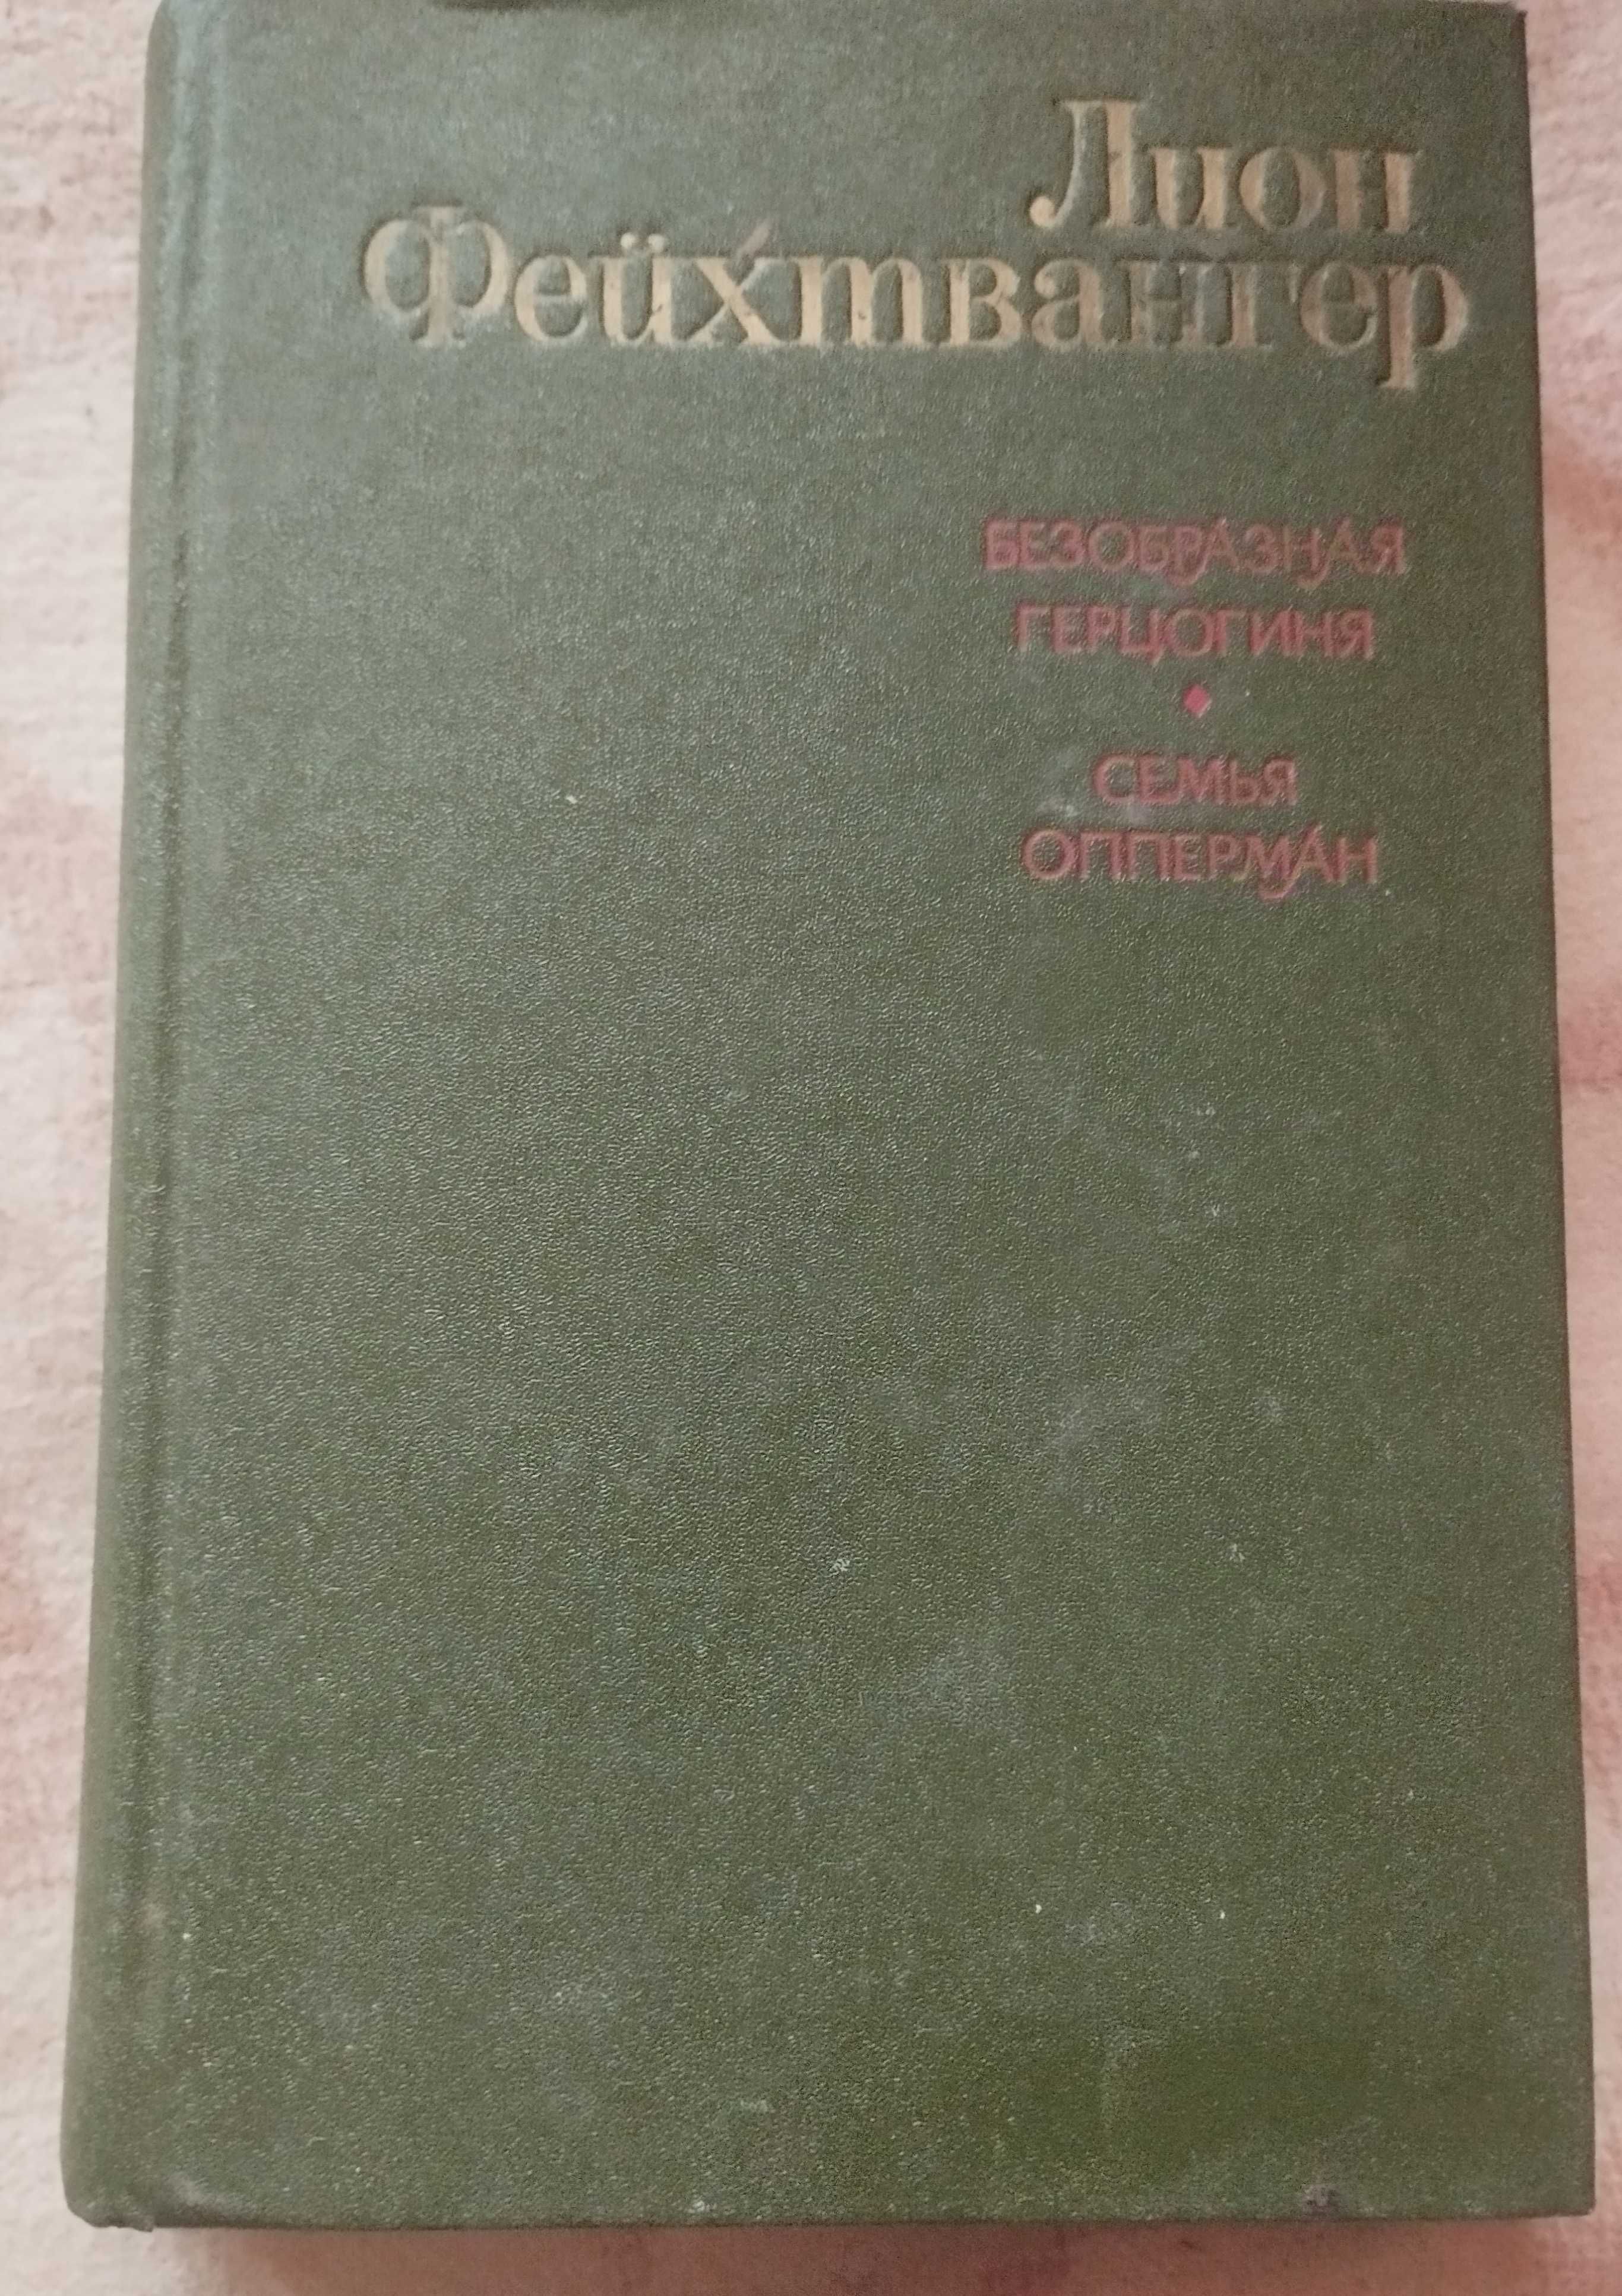 Лион
Фейхтвангер
БЕЗОБРАЗНАЯ
ГЕРЦОГИНЯ
СЕМЬЯ
ОППЕРМАН